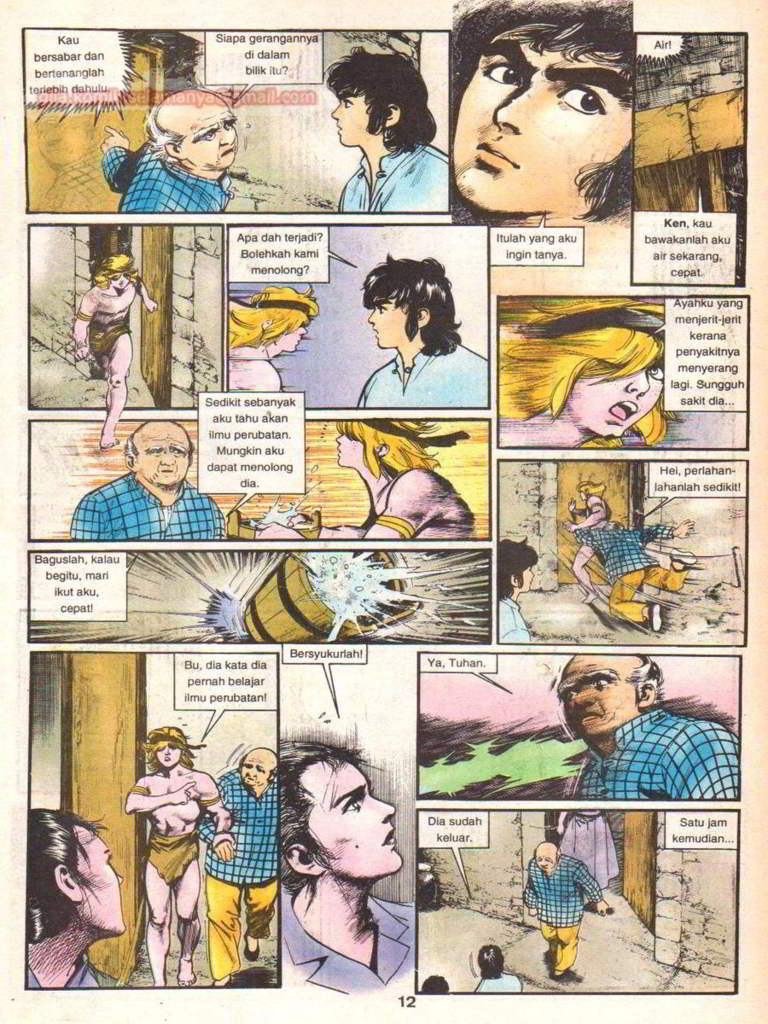 Kau
bersabar dan
bertenanglah
terlebih dahulu.
Siapa gerangannya
di dalam
bilik itu?
Itulah yang aku
ingin tanya.
Air!
Ken, kau
bawakanlah aku
air sekarang,
cepat.
Apa dah terjadi?
Bolehkah kami
menolong?
Ayahku yang
menjerit-jerit
kerana
penyakitnya
menyerang
lagi. Sungguh
sakit dia...
Sedikit sebanyak
aku tahu akan
ilmu perubatan.
Mungkin aku
dapat menolong
dia.
Hei, perlahan-
lahanlah sedikit!
Baguslah, kalau
begitu, mari
ikut aku,
cepat!
Bu, dia kata dia
pernah belajar
ilmu perubatan!
Bersyukurlah!
Ya, Tuhan.
Dia sudah
keluar.
Satu jam
kemudian...
12